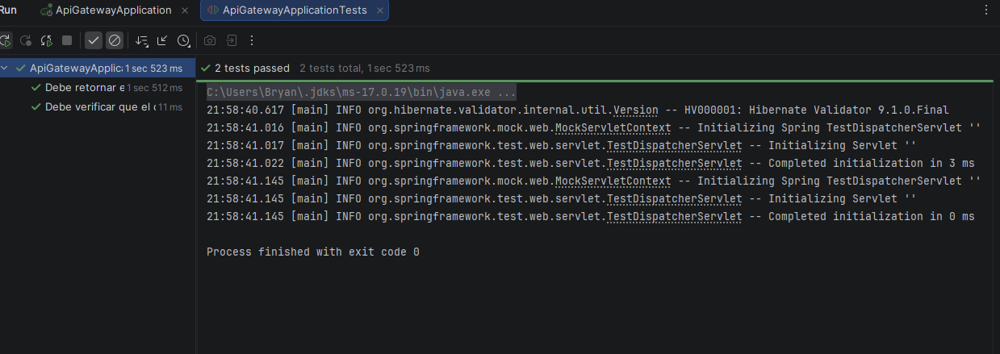 Run ApiGatewayApplication ApiGatewayApplicationTests
ApiGatewayApplic 1 sec 523 ms
✓ 2 tests passed 2 tests total, 1 sec 523 ms
Debe retornar e 1 sec 512 ms
Debe verificar que el 11 ms
C:\Users\Bryan\.jdks\ms-17.0.19\bin\java.exe ...
21:58:40.617 [main] INFO org.hibernate.validator.internal.util.Version -- HV000001: Hibernate Validator 9.1.0.Final
21:58:41.016 [main] INFO org.springframework.mock.web.MockServletContext -- Initializing Spring TestDispatcherServlet ''
21:58:41.017 [main] INFO org.springframework.test.web.servlet.TestDispatcherServlet -- Initializing Servlet ''
21:58:41.022 [main] INFO org.springframework.test.web.servlet.TestDispatcherServlet -- Completed initialization in 3 ms
21:58:41.145 [main] INFO org.springframework.mock.web.MockServletContext -- Initializing Spring TestDispatcherServlet ''
21:58:41.145 [main] INFO org.springframework.test.web.servlet.TestDispatcherServlet -- Initializing Servlet ''
21:58:41.145 [main] INFO org.springframework.test.web.servlet.TestDispatcherServlet -- Completed initialization in 0 ms
Process finished with exit code 0